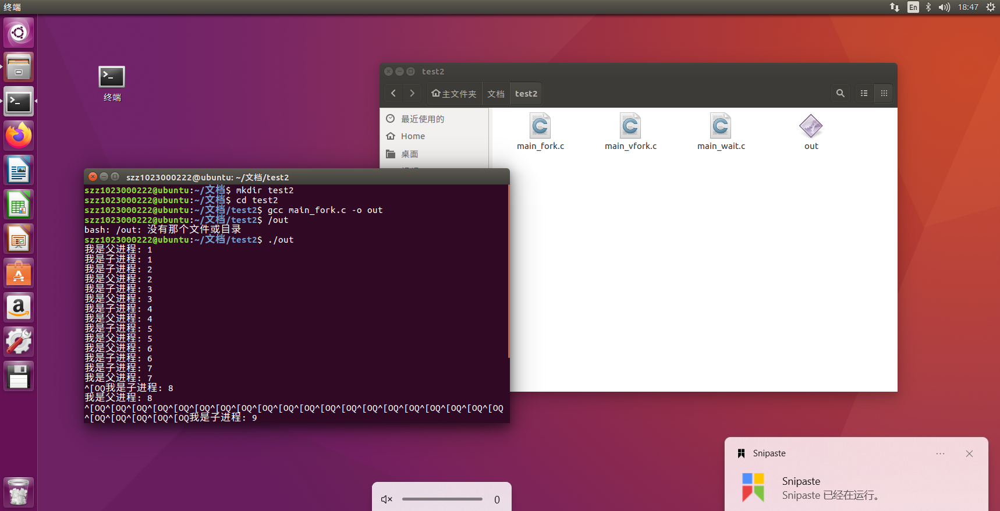 终端
En
18:47
终端
test2
主文件夹
文档
test2
最近使用的
Home
桌面
main_fork.c
main_vfork.c
main_wait.c
out
szz1023000222@ubuntu: ~/文档/test2
szz1023000222@ubuntu:~/文档$ mkdir test2
szz1023000222@ubuntu:~/文档$ cd test2
szz1023000222@ubuntu:~/文档/test2$ gcc main_fork.c -o out
szz1023000222@ubuntu:~/文档/test2$ /out
bash: /out: 没有那个文件或目录
szz1023000222@ubuntu:~/文档/test2$ ./out
我是父进程: 1
我是子进程: 1
我是子进程: 2
我是父进程: 2
我是子进程: 3
我是父进程: 3
我是子进程: 4
我是父进程: 4
我是子进程: 5
我是父进程: 5
我是父进程: 6
我是子进程: 6
我是子进程: 7
我是父进程: 7
^[OQ我是子进程: 8
我是父进程: 8
^[OQ^[OQ^[OQ^[OQ^[OQ^[OQ^[OQ^[OQ^[OQ^[OQ^[OQ^[OQ^[OQ^[OQ^[OQ^[OQ^[OQ^[OQ^[OQ^[OQ
^[OQ^[OQ^[OQ^[OQ^[OQ我是子进程: 9
Snipaste
Snipaste
Snipaste 已经在运行。
0